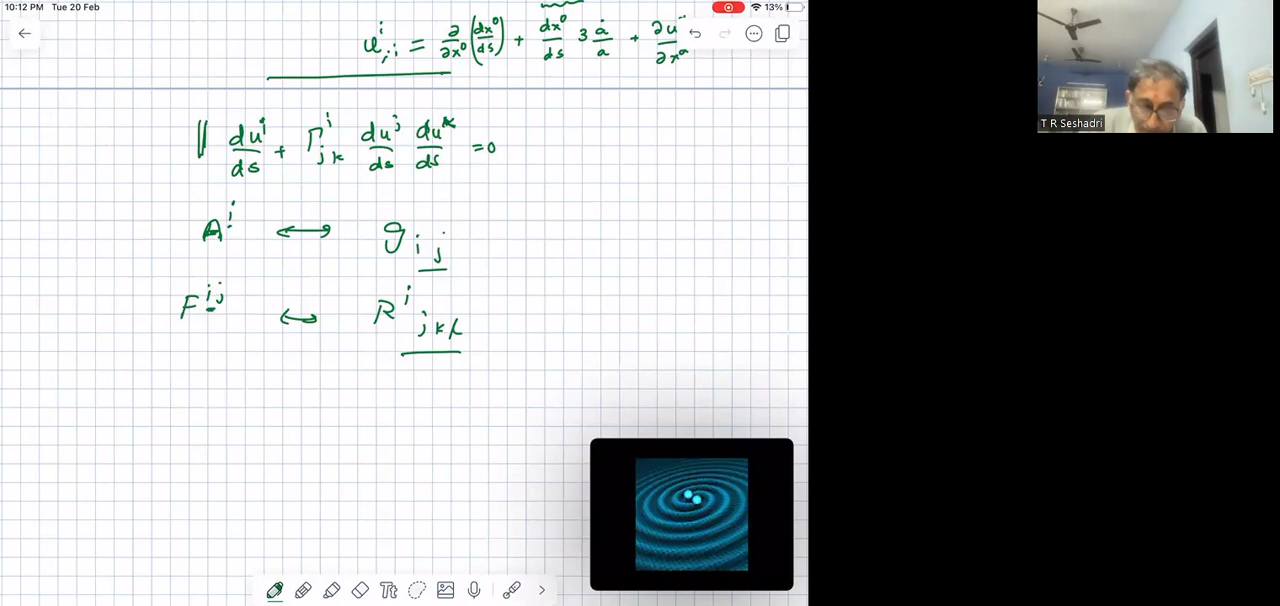 10:12 PM Tue 20 Feb
13%
u^i_{;i} = ∂/∂x^0 (dx^0/ds) + dx^0/ds 3 ȧ/a + ∂u/∂x^a
|| du^i/ds + Γ^i_{jk} du^j/ds du^k/ds = 0
A^i ↔ g_{ij}
F^{ij} ↔ R^i_{jkl}
T R Seshadri
Tt